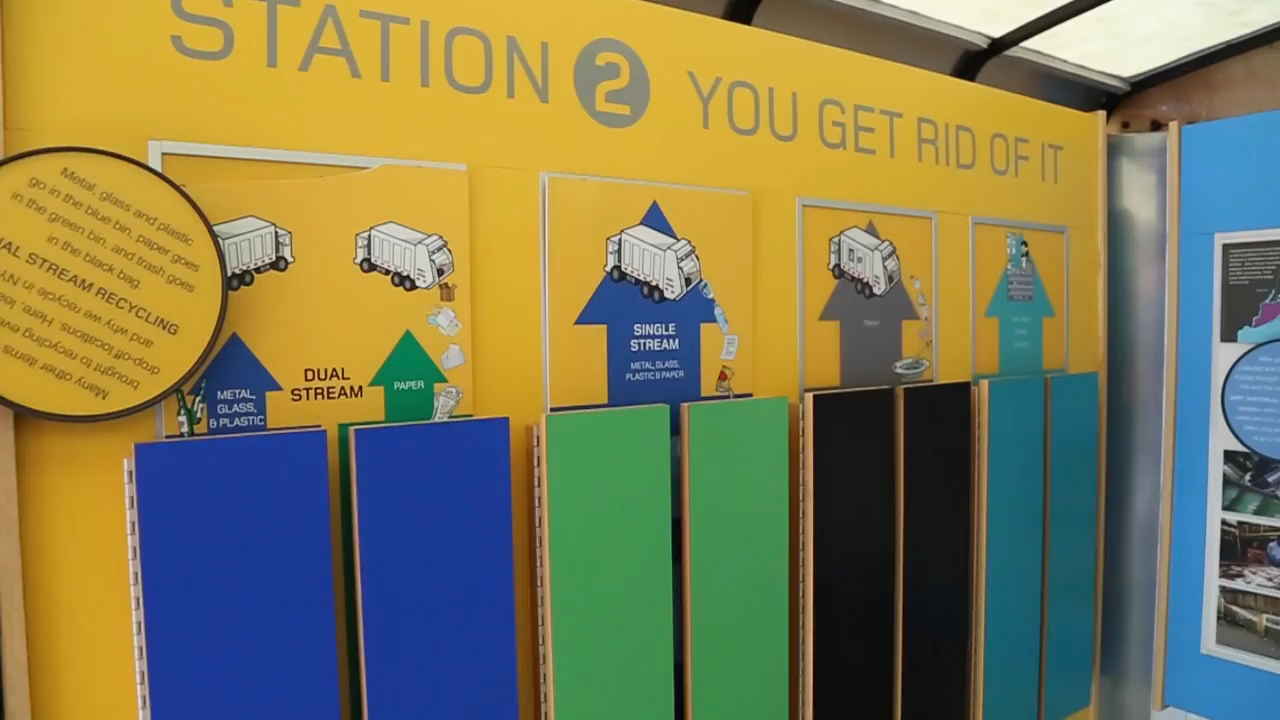 STATION 2 YOU GET RID OF IT
Metal, glass and plastic
go in the blue bin, paper goes
in the green bin, and trash goes
in the black bag.
DUAL STREAM RECYCLING
and why we recycle in NY
drop-off locations. Here,
brought to recycling
Many other items
METAL,
GLASS,
& PLASTIC
DUAL
STREAM
PAPER
SINGLE
STREAM
METAL, GLASS,
PLASTIC & PAPER
TRASH